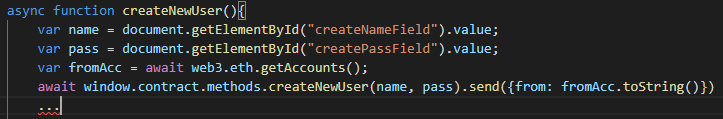 async function createNewUser(){
var name = document.getElementById("createNameField").value;
var pass = document.getElementById("createPassField").value;
var fromAcc = await web3.eth.getAccounts();
await window.contract.methods.createNewUser(name, pass).send({from: fromAcc.toString()})
...